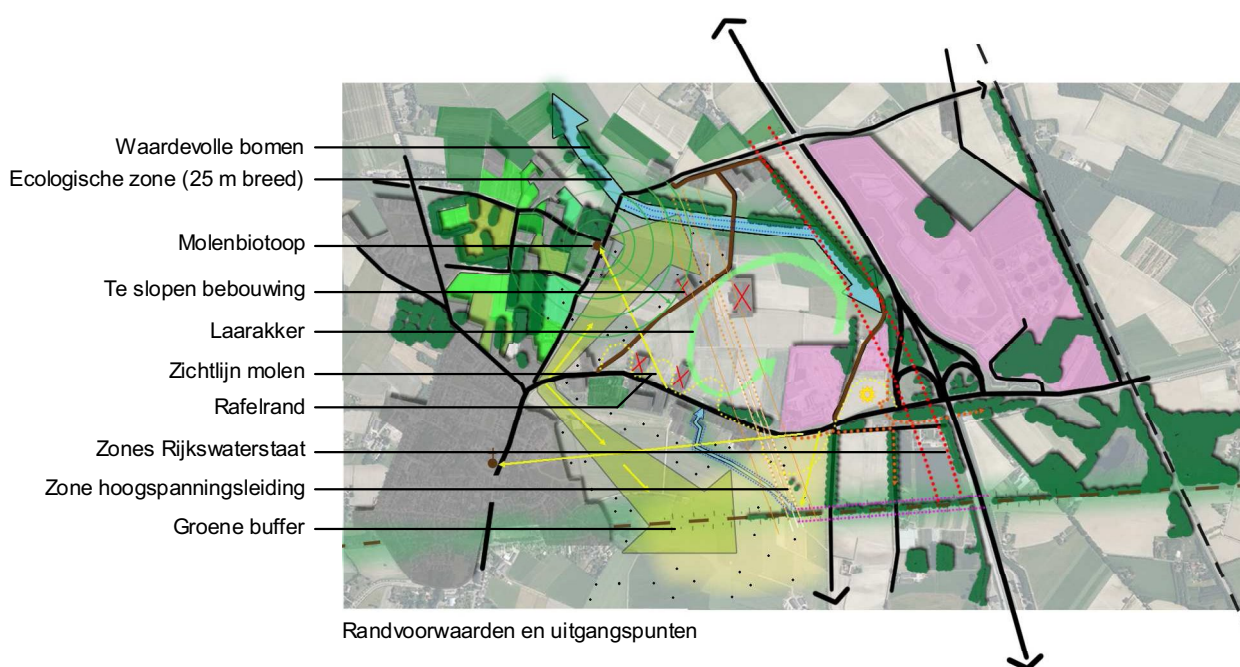 Waardevolle bomen
Ecologische zone (25 m breed)
Molenbiotoop
Te slopen bebouwing
Laarakker
Zichtlijn molen
Rafelrand
Zones Rijkswaterstaat
Zone hoogspanningsleiding
Groene buffer
Randvoorwaarden en uitgangspunten